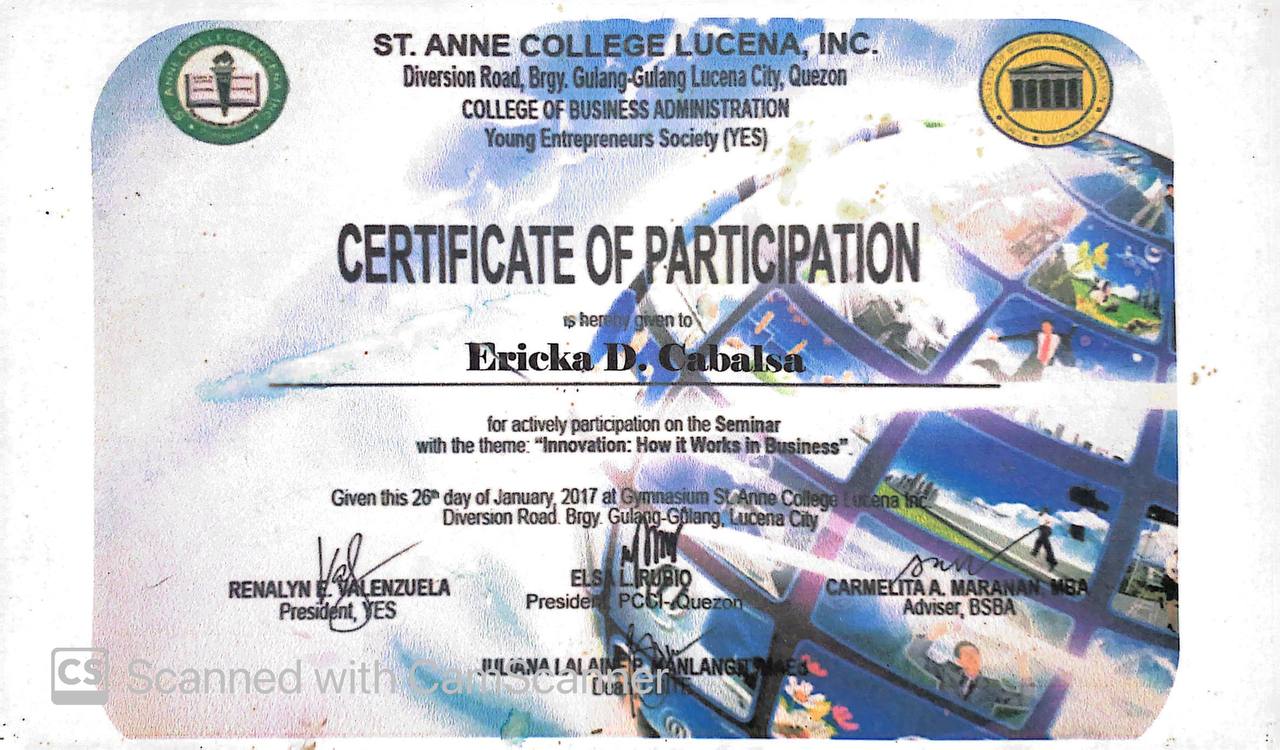 ST. ANNE COLLEGE LUCENA, INC.
Diversion Road, Brgy. Gulang-Gulang Lucena City, Quezon
COLLEGE OF BUSINESS ADMINISTRATION
Young Entrepreneurs Society (YES)
CERTIFICATE OF PARTICIPATION
is hereby given to
Ericka D. Cabalsa
for actively participation on the Seminar
with the theme: “Innovation: How it Works in Business”.
Given this 26th day of January, 2017 at Gymnasium St. Anne College Lucena Inc.
Diversion Road. Brgy. Gulang-Gulang, Lucena City
RENALYN E. VALENZUELA
President, YES
ELSA L. RUBIO
President PCCI-Quezon
CARMELITA A. MARANAN MBA
Adviser, BSBA
JULIANA LALAINE P.
CS Scanned with CamScanner